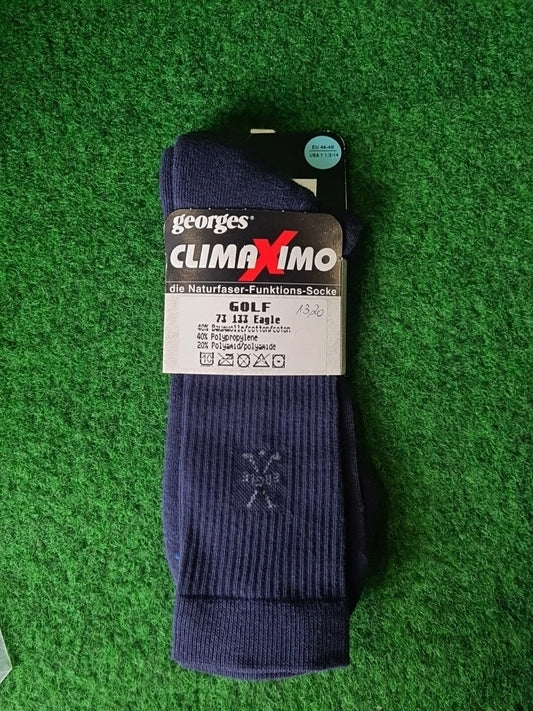 EU 46-48
georges®
CLIMAXIMO
die Naturfaser-Funktions-Socke
GOLF
13,20
73 133 Eagle
40% Baumwolle/cotton/coton
40% Polypropylene
20% Polyamid/polyamide